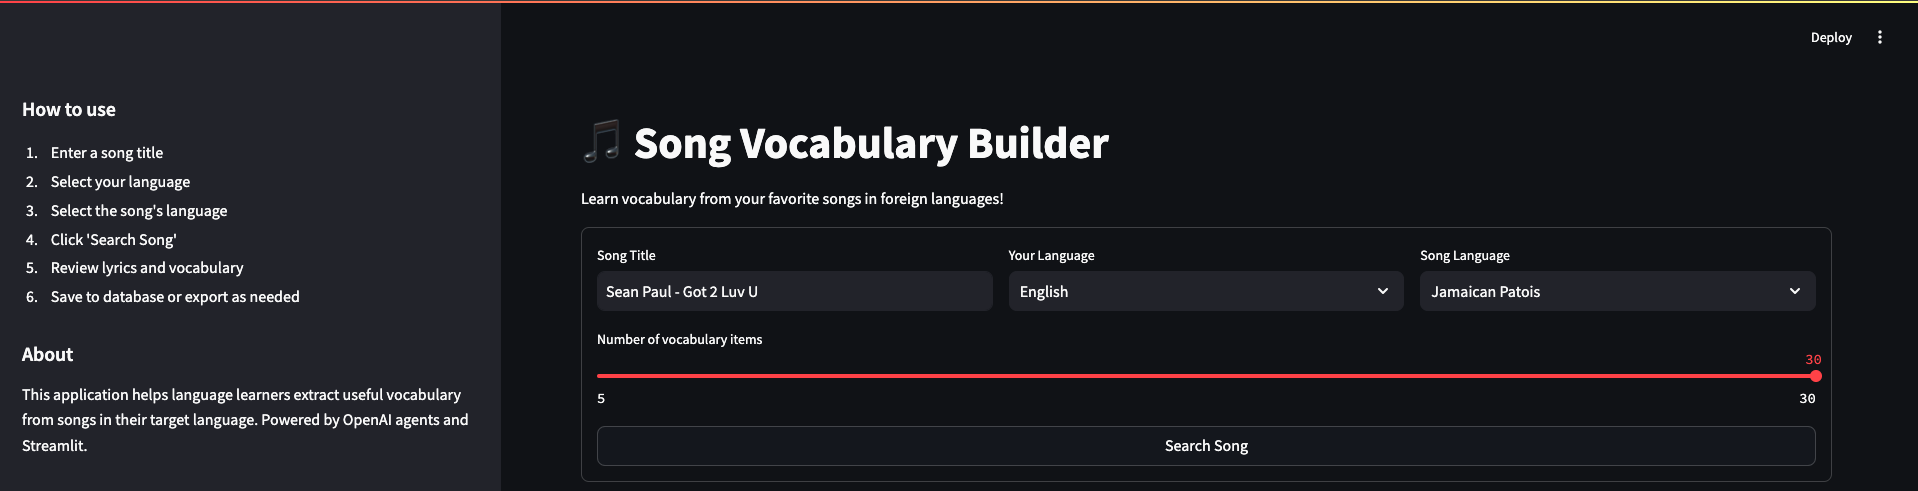 Deploy
How to use
1. Enter a song title
2. Select your language
3. Select the song's language
4. Click 'Search Song'
5. Review lyrics and vocabulary
6. Save to database or export as needed
About
This application helps language learners extract useful vocabulary
from songs in their target language. Powered by OpenAI agents and
Streamlit.
Song Vocabulary Builder
Learn vocabulary from your favorite songs in foreign languages!
Song Title
Sean Paul - Got 2 Luv U
Your Language
English
Song Language
Jamaican Patois
Number of vocabulary items
30
5
30
Search Song